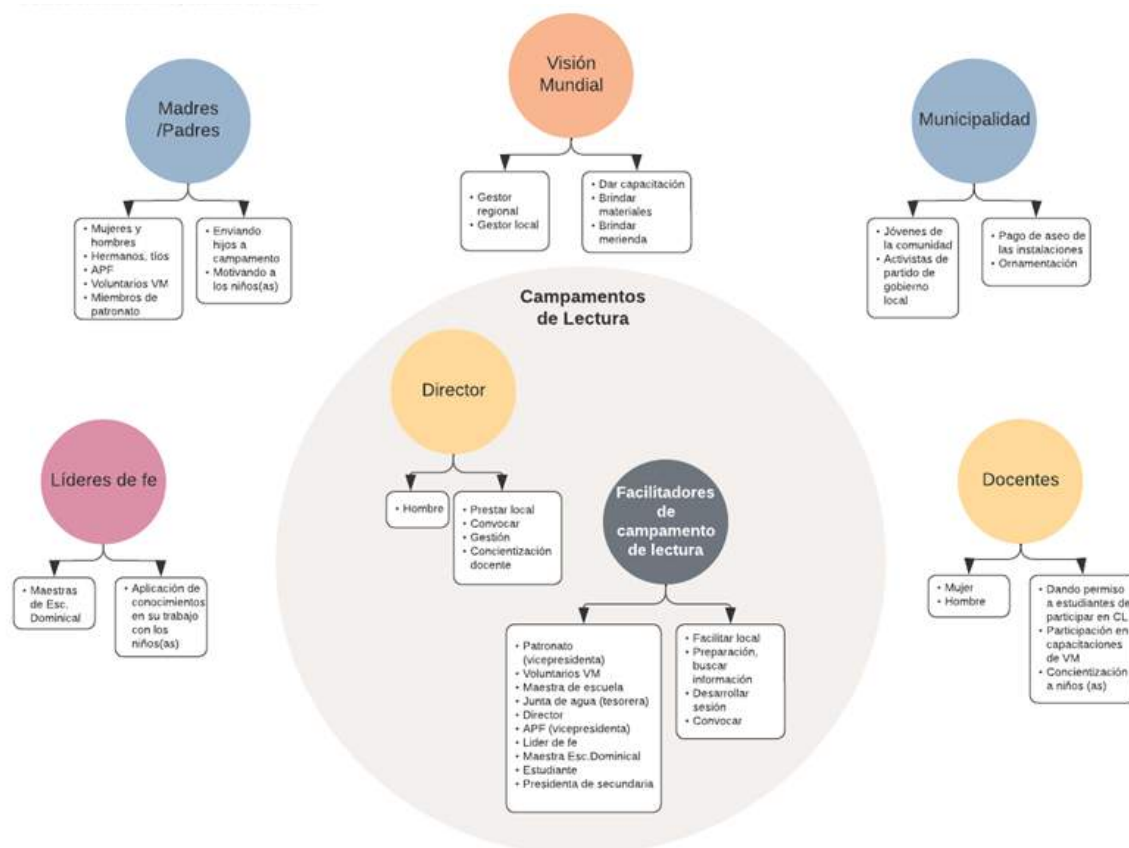 Visión
Mundial
Madres
/Padres
Municipalidad
• Gestor
regional
• Gestor local
• Dar capacitación
• Brindar
materiales
• Brindar
merienda
• Mujeres y
hombres
• Hermanos, tíos
• APF
• Voluntarios VM
• Miembros de
patronato
• Enviando
hijos a
campamento
• Motivando a
los niños(as)
• Jóvenes de
la comunidad
• Activistas de
partido de
gobierno
local
• Pago de aseo de
las instalaciones
• Ornamentación
Campamentos
de Lectura
Director
• Hombre
• Prestar local
• Convocar
• Gestión
• Concientización
docente
Líderes de fe
• Maestras
de Esc.
Dominical
• Aplicación de
conocimientos
en su trabajo
con los
niños(as)
Facilitadores
de
campamento
de lectura
• Patronato
(vicepresidenta)
• Voluntarios VM
• Maestra de escuela
• Junta de agua (tesorera)
• Director
• APF (vicepresidenta)
• Lider de fe
• Maestra Esc.Dominical
• Estudiante
• Presidenta de secundaria
• Facilitar local
• Preparación,
buscar
información
• Desarrollar
sesión
• Convocar
Docentes
• Mujer
• Hombre
• Dando permiso
a estudiantes de
participar en CL
• Participación en
capacitaciones
de VM
• Concientización
a niños (as)